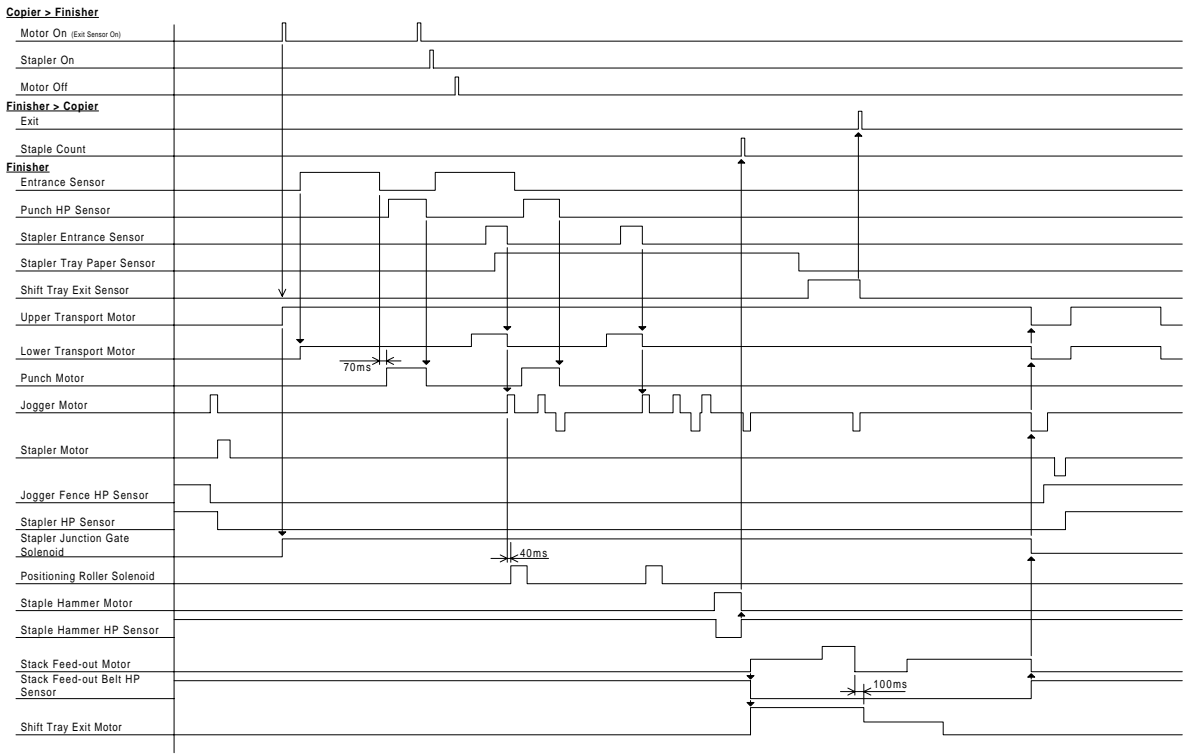 Copier > Finisher
Motor On (Exit Sensor On)
Stapler On
Motor Off
Finisher > Copier
Exit
Staple Count
Finisher
Entrance Sensor
Punch HP Sensor
Stapler Entrance Sensor
Stapler Tray Paper Sensor
Shift Tray Exit Sensor
Upper Transport Motor
Lower Transport Motor
70ms
Punch Motor
Jogger Motor
Stapler Motor
Jogger Fence HP Sensor
Stapler HP Sensor
Stapler Junction Gate
Solenoid
40ms
Positioning Roller Solenoid
Staple Hammer Motor
Staple Hammer HP Sensor
Stack Feed-out Motor
Stack Feed-out Belt HP
Sensor
100ms
Shift Tray Exit Motor